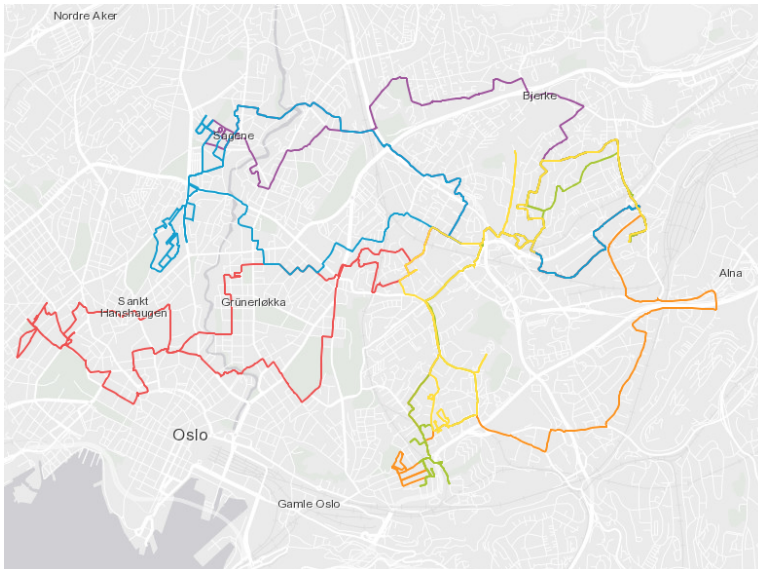 Nordre Aker
Bjerke
Sagene
Alna
Sankt
Hanshaugen
Grünerløkka
Oslo
Gamle Oslo